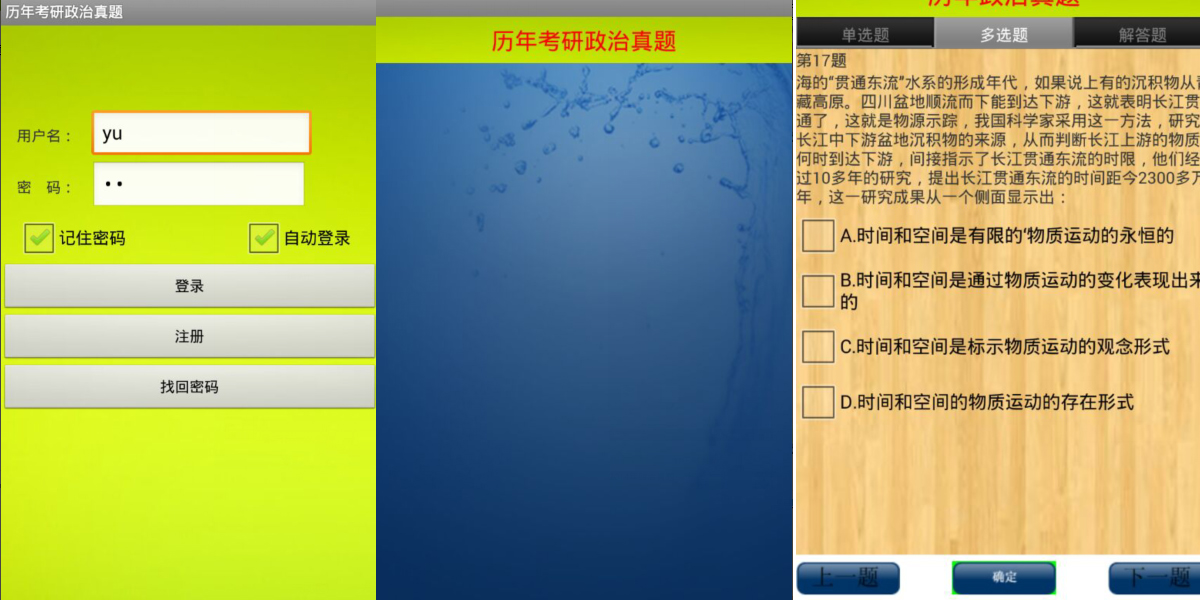 历年考研政治真题
用户名：
yu
密 码：
记住密码
自动登录
登录
注册
找回密码
历年考研政治真题
历年政治真题
单选题
多选题
解答题
第17题
海的"贯通东流"水系的形成年代，如果说上有的沉积物从青
藏高原。四川盆地顺流而下能到达下游，这就表明长江贯
通了，这就是物源示踪，我国科学家采用这一方法，研究
长江中下游盆地沉积物的来源，从而判断长江上游的物质
何时到达下游，间接指示了长江贯通东流的时限，他们经
过10多年的研究，提出长江贯通东流的时间距今2300多万
年，这一研究成果从一个侧面显示出：
A.时间和空间是有限的'物质运动的永恒的
B.时间和空间是通过物质运动的变化表现出来
的
C.时间和空间是标示物质运动的观念形式
D.时间和空间的物质运动的存在形式
上一题
确定
下一题